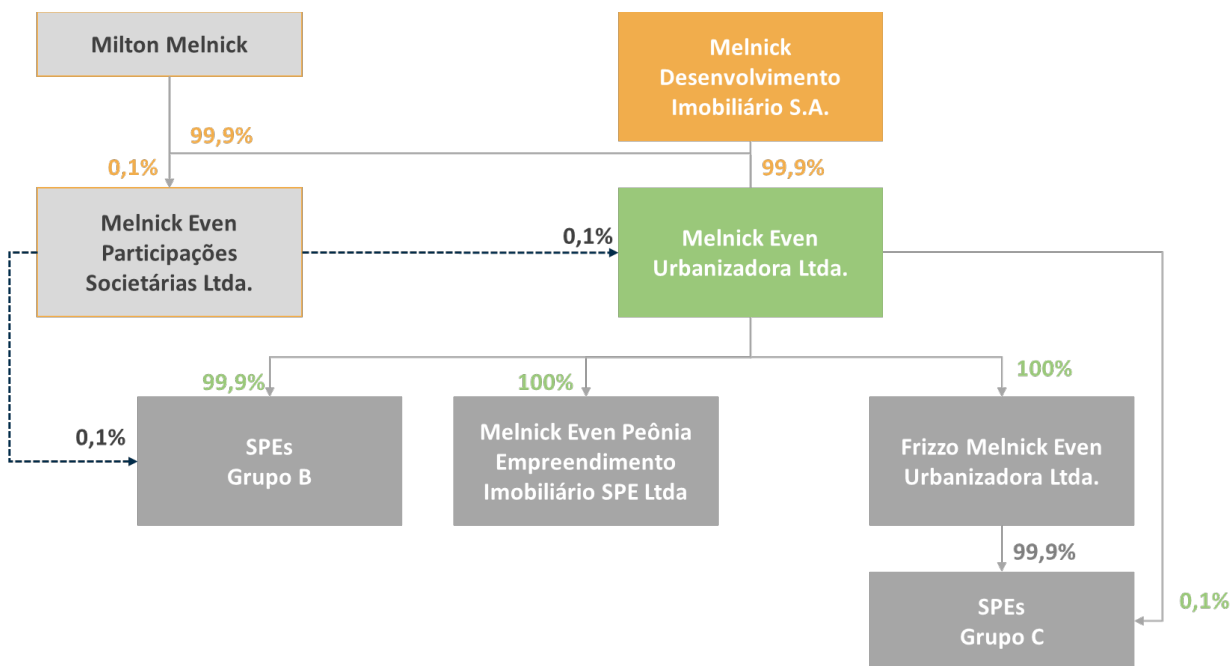 Milton Melnick
Melnick
Desenvolvimento
Imobiliário S.A.
99,9%
0,1%
99,9%
Melnick Even
Participações
Societárias Ltda.
0,1%
Melnick Even
Urbanizadora Ltda.
99,9%
100%
100%
0,1%
SPEs
Grupo B
Melnick Even Peônia
Empreendimento
Imobiliário SPE Ltda
Frizzo Melnick Even
Urbanizadora Ltda.
99,9%
SPEs
Grupo C
0,1%